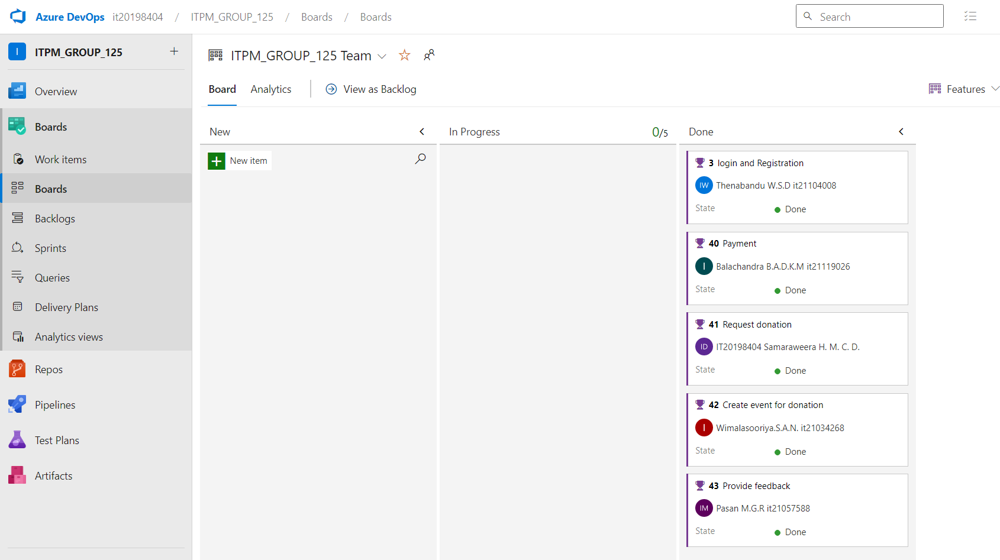 Azure DevOps it20198404 / ITPM_GROUP_125 / Boards / Boards
Search
I ITPM_GROUP_125 +
Overview
Boards
Work items
Boards
Backlogs
Sprints
Queries
Delivery Plans
Analytics views
Repos
Pipelines
Test Plans
Artifacts
ITPM_GROUP_125 Team
Board Analytics View as Backlog
Features
New
New item
In Progress 0/5
Done
3 login and Registration
IW Thenabandu W.S.D it21104008
State Done
40 Payment
I Balachandra B.A.D.K.M it21119026
State Done
41 Request donation
ID IT20198404 Samaraweera H. M. C. D.
State Done
42 Create event for donation
I Wimalasooriya.S.A.N. it21034268
State Done
43 Provide feedback
IM Pasan M.G.R it21057588
State Done